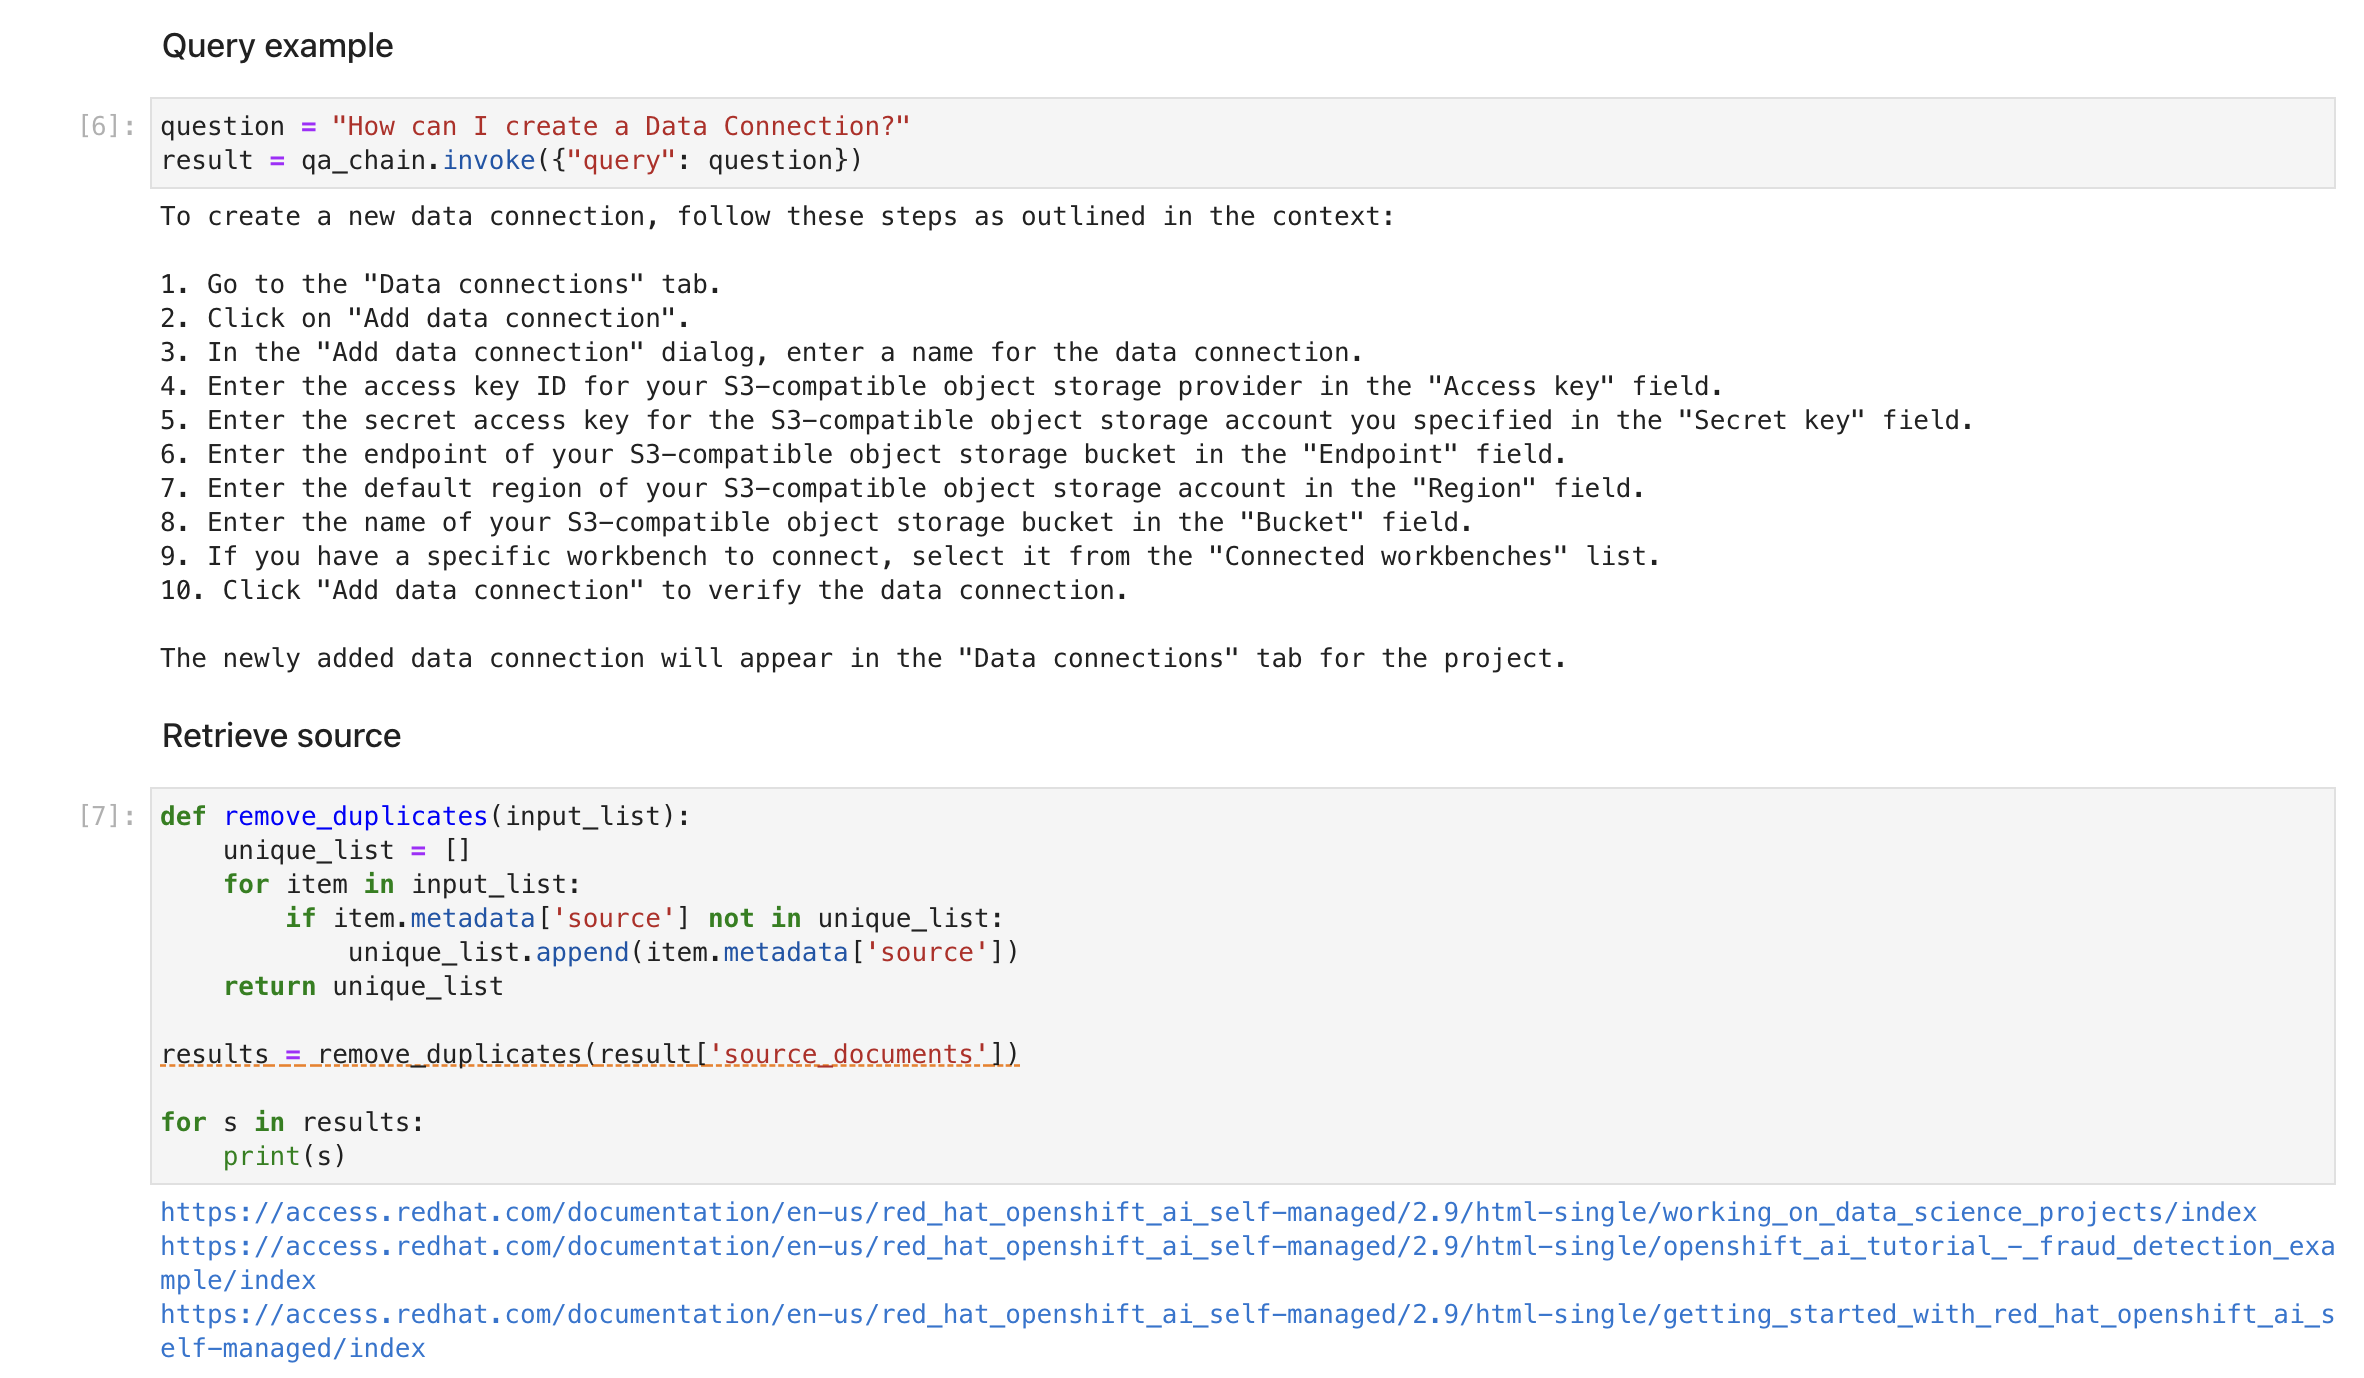 Query example
[6]:
question = "How can I create a Data Connection?"
result = qa_chain.invoke({"query": question})
To create a new data connection, follow these steps as outlined in the context:
1. Go to the "Data connections" tab.
2. Click on "Add data connection".
3. In the "Add data connection" dialog, enter a name for the data connection.
4. Enter the access key ID for your S3-compatible object storage provider in the "Access key" field.
5. Enter the secret access key for the S3-compatible object storage account you specified in the "Secret key" field.
6. Enter the endpoint of your S3-compatible object storage bucket in the "Endpoint" field.
7. Enter the default region of your S3-compatible object storage account in the "Region" field.
8. Enter the name of your S3-compatible object storage bucket in the "Bucket" field.
9. If you have a specific workbench to connect, select it from the "Connected workbenches" list.
10. Click "Add data connection" to verify the data connection.
The newly added data connection will appear in the "Data connections" tab for the project.
Retrieve source
[7]:
def remove_duplicates(input_list):
    unique_list = []
    for item in input_list:
        if item.metadata['source'] not in unique_list:
            unique_list.append(item.metadata['source'])
    return unique_list
results = remove_duplicates(result['source_documents'])
for s in results:
    print(s)
https://access.redhat.com/documentation/en-us/red_hat_openshift_ai_self-managed/2.9/html-single/working_on_data_science_projects/index
https://access.redhat.com/documentation/en-us/red_hat_openshift_ai_self-managed/2.9/html-single/openshift_ai_tutorial_-_fraud_detection_exa
mple/index
https://access.redhat.com/documentation/en-us/red_hat_openshift_ai_self-managed/2.9/html-single/getting_started_with_red_hat_openshift_ai_s
elf-managed/index